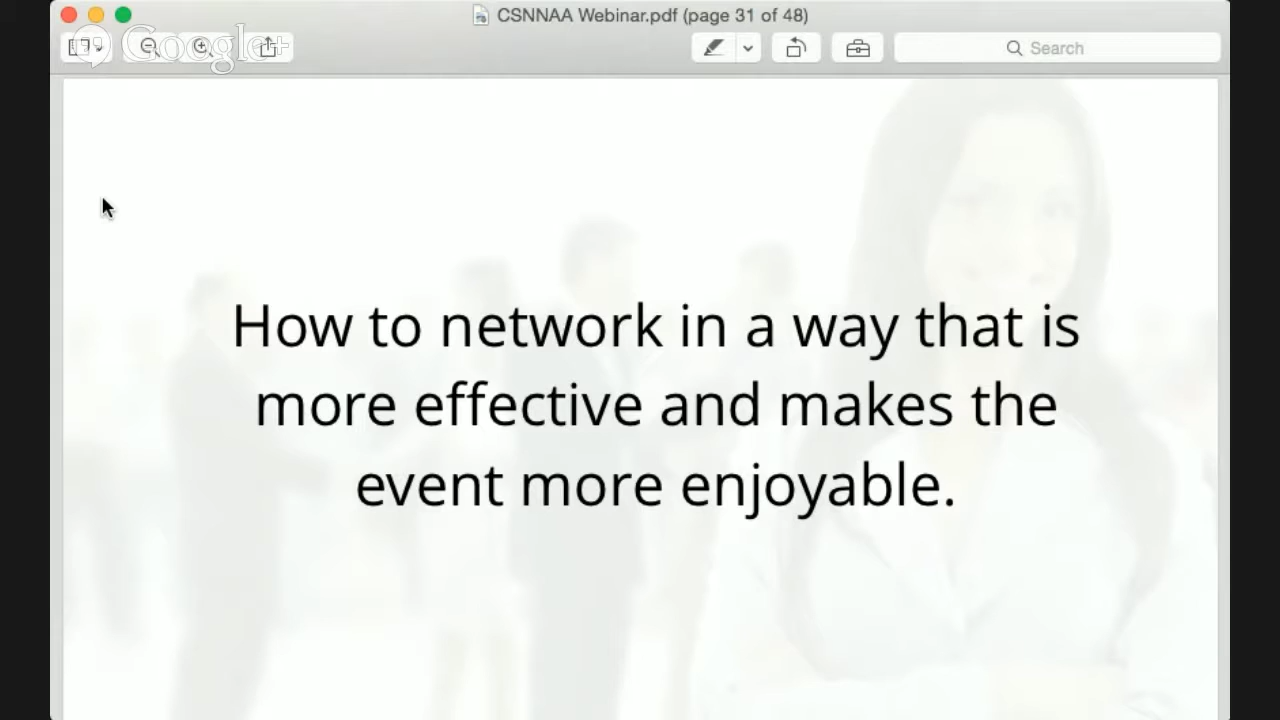 CSNNAA Webinar.pdf (page 31 of 48)
Google+
Search
How to network in a way that is
more effective and makes the
event more enjoyable.